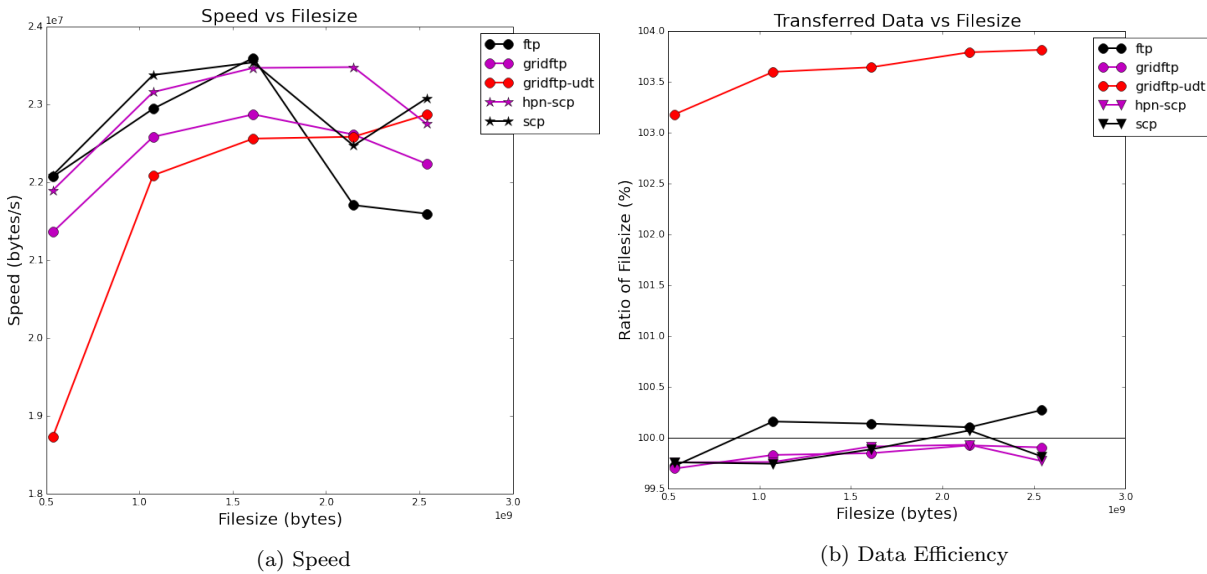 Speed vs Filesize
1e7
2.4
2.3
2.2
2.1
2.0
1.9
1.8
Speed (bytes/s)
0.5
1.0
1.5
2.0
2.5
3.0
1e9
Filesize (bytes)
ftp
gridftp
gridftp-udt
hpn-scp
scp
(a) Speed
Transferred Data vs Filesize
104.0
103.5
103.0
102.5
102.0
101.5
101.0
100.5
100.0
99.5
Ratio of Filesize (%)
0.5
1.0
1.5
2.0
2.5
3.0
1e9
Filesize (bytes)
ftp
gridftp
gridftp-udt
hpn-scp
scp
(b) Data Efficiency